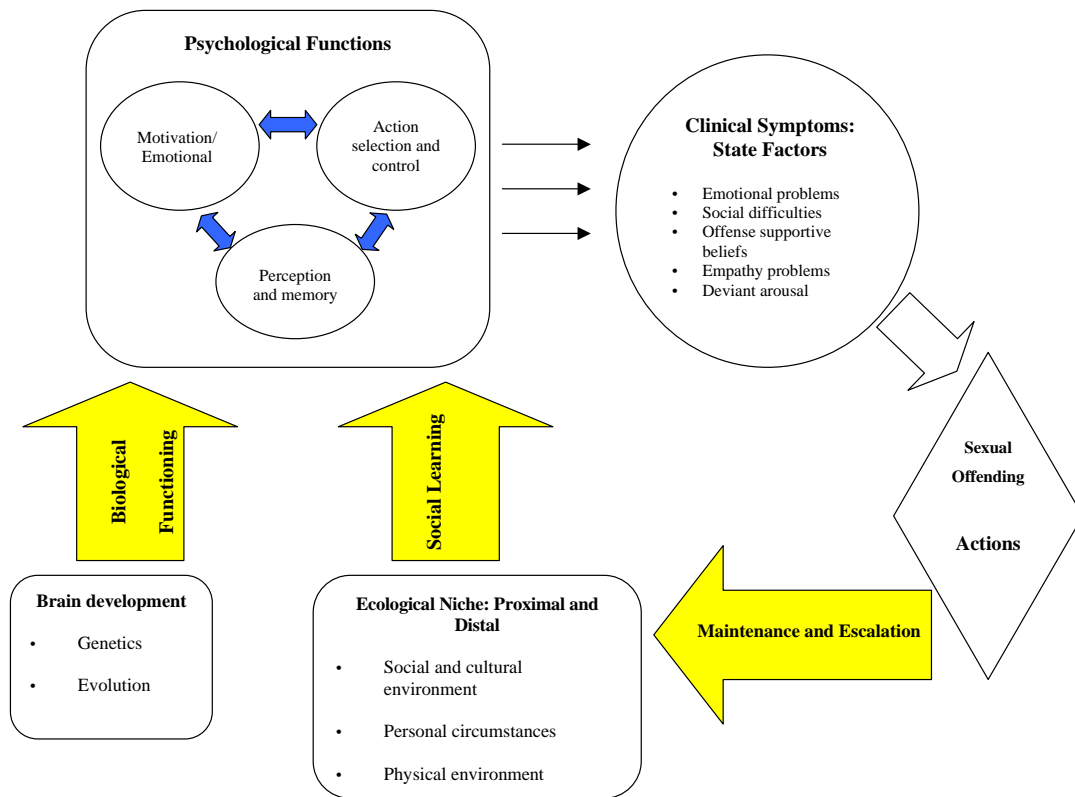 Psychological Functions
Motivation/
Emotional
Action
selection and
control
Perception
and memory
Clinical Symptoms:
State Factors
• Emotional problems
• Social difficulties
• Offense supportive
beliefs
• Empathy problems
• Deviant arousal
Sexual
Offending
Actions
Biological
Functioning
Social Learning
Maintenance and Escalation
Brain development
• Genetics
• Evolution
Ecological Niche: Proximal and
Distal
• Social and cultural
environment
• Personal circumstances
• Physical environment